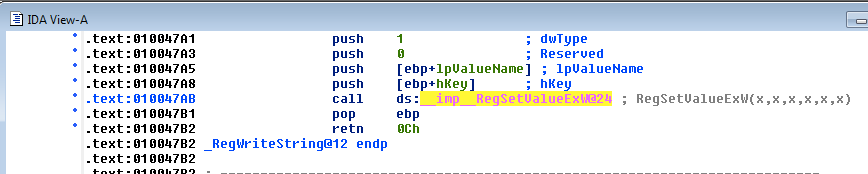 IDA View-A
.text:010047A1 push 1 ; dwType
.text:010047A3 push 0 ; Reserved
.text:010047A5 push [ebp+lpValueName] ; lpValueName
.text:010047A8 push [ebp+hKey] ; hKey
.text:010047AB call ds:__imp__RegSetValueExW@24 ; RegSetValueExW(x,x,x,x,x,x)
.text:010047B1 pop ebp
.text:010047B2 retn 0Ch
.text:010047B2 _RegWriteString@12 endp
.text:010047B2